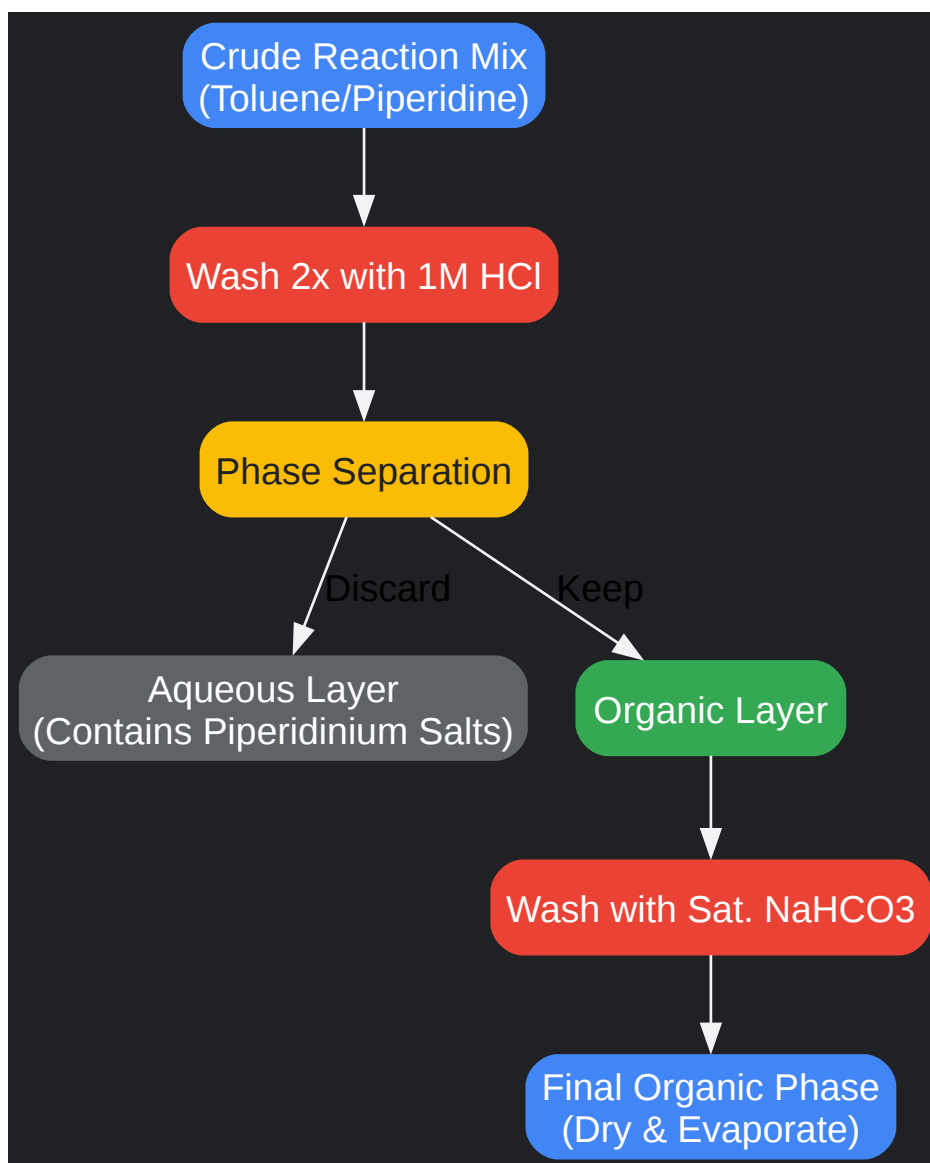 Crude Reaction Mix
(Toluene/Piperidine)
Wash 2x with 1M HCl
Phase Separation
Discard
Keep
Aqueous Layer
(Contains Piperidinium Salts)
Organic Layer
Wash with Sat. NaHCO3
Final Organic Phase
(Dry & Evaporate)